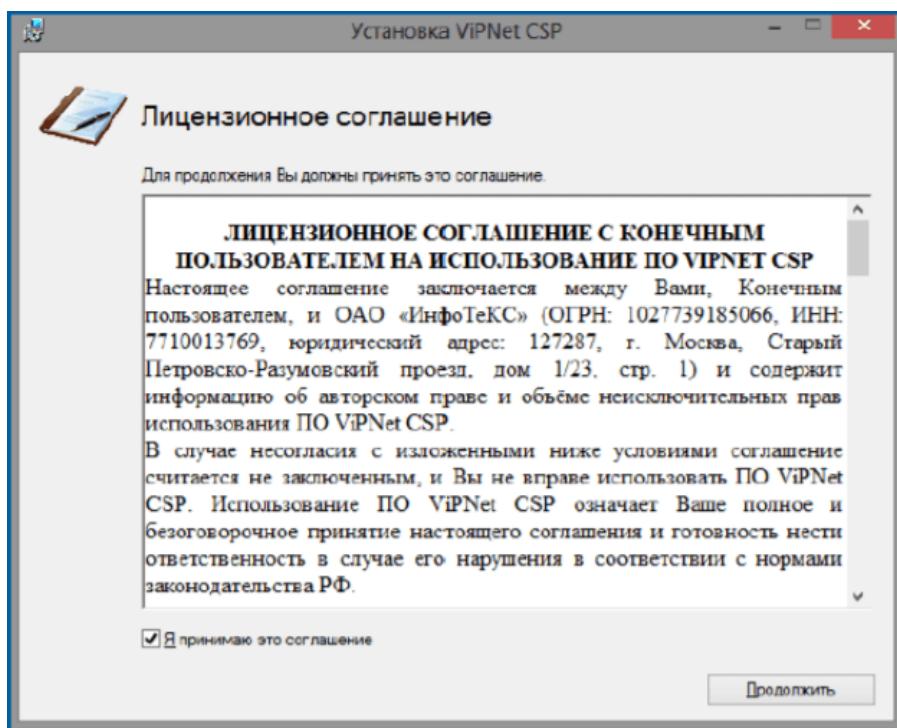 Установка ViPNet CSP
Лицензионное соглашение
Для продолжения Вы должны принять это соглашение.
ЛИЦЕНЗИОННОЕ СОГЛАШЕНИЕ С КОНЕЧНЫМ
ПОЛЬЗОВАТЕЛЕМ НА ИСПОЛЬЗОВАНИЕ ПО VIPNET CSP
Настоящее соглашение заключается между Вами, Конечным
пользователем, и ОАО «ИнфоТеКС» (ОГРН: 1027739185066, ИНН:
7710013769, юридический адрес: 127287, г. Москва, Старый
Петровско-Разумовский проезд, дом 1/23, стр. 1) и содержит
информацию об авторском праве и объёме неисключительных прав
использования ПО ViPNet CSP.
В случае несогласия с изложенными ниже условиями соглашение
считается не заключенным, и Вы не вправе использовать ПО ViPNet
CSP. Использование ПО ViPNet CSP означает Ваше полное и
безоговорочное принятие настоящего соглашения и готовность нести
ответственность в случае его нарушения в соответствии с нормами
законодательства РФ.
Я принимаю это соглашение
Продолжить